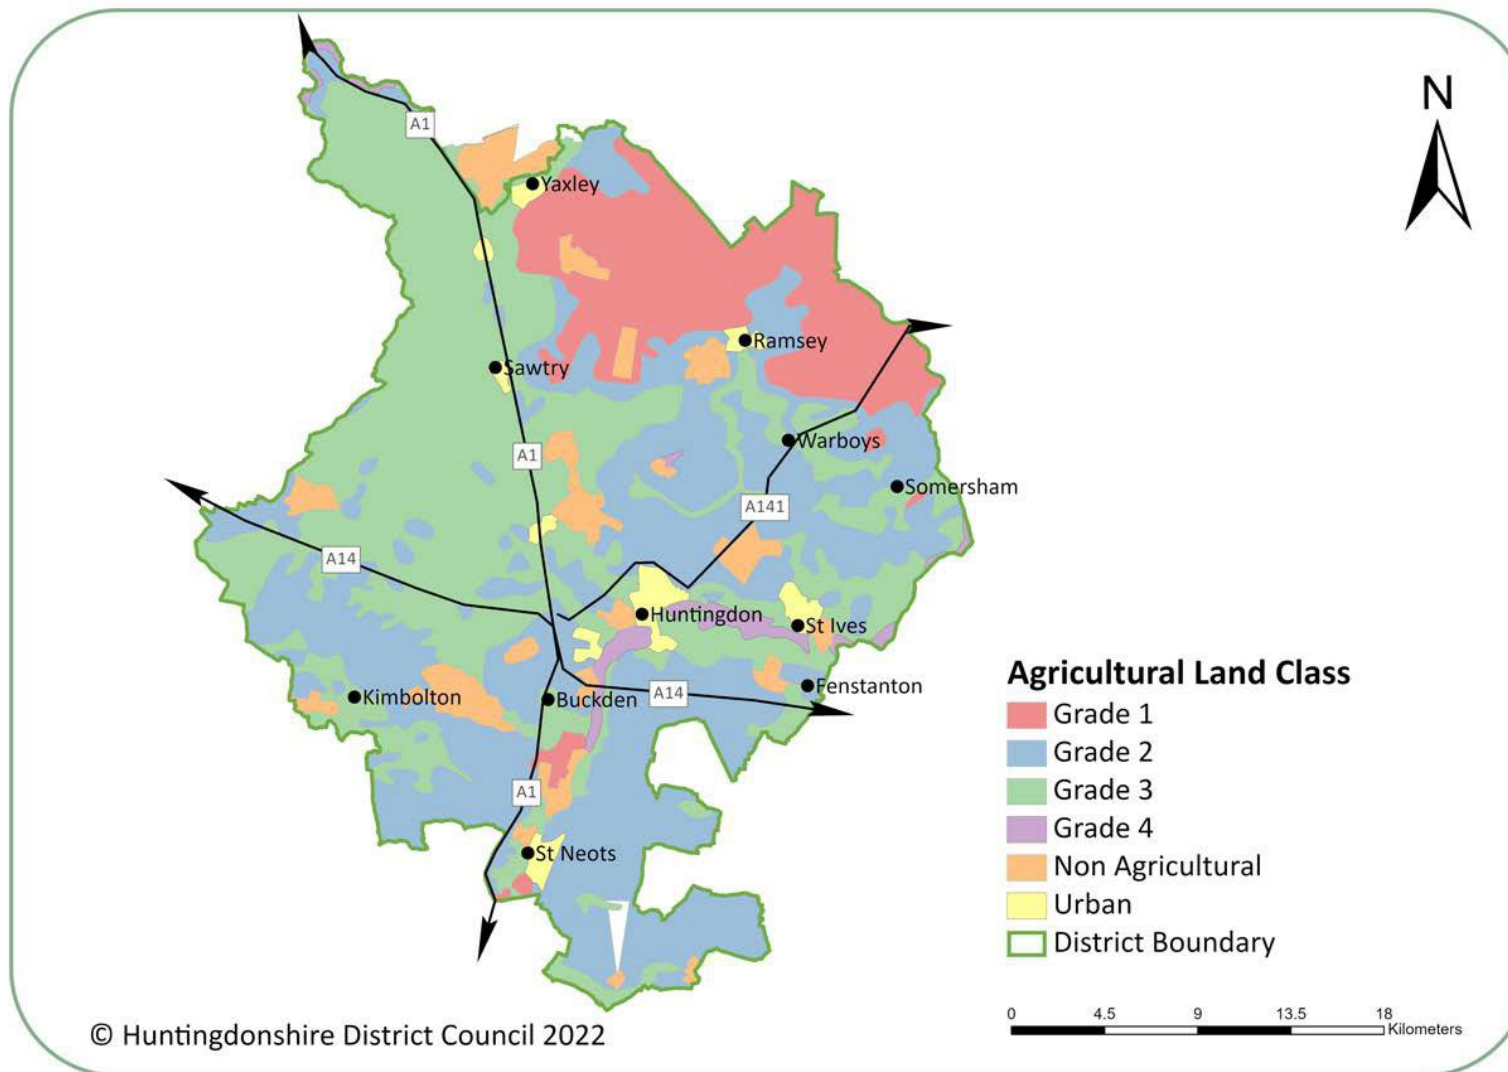 N
A1
Yaxley
Ramsey
Sawtry
Warboys
A1
Somersham
A141
A14
Huntingdon
St Ives
Kimbolton
Buckden
A14
Fenstanton
A1
St Neots
Agricultural Land Class
Grade 1
Grade 2
Grade 3
Grade 4
Non Agricultural
Urban
District Boundary
0 4.5 9 13.5 18
Kilometers
© Huntingdonshire District Council 2022